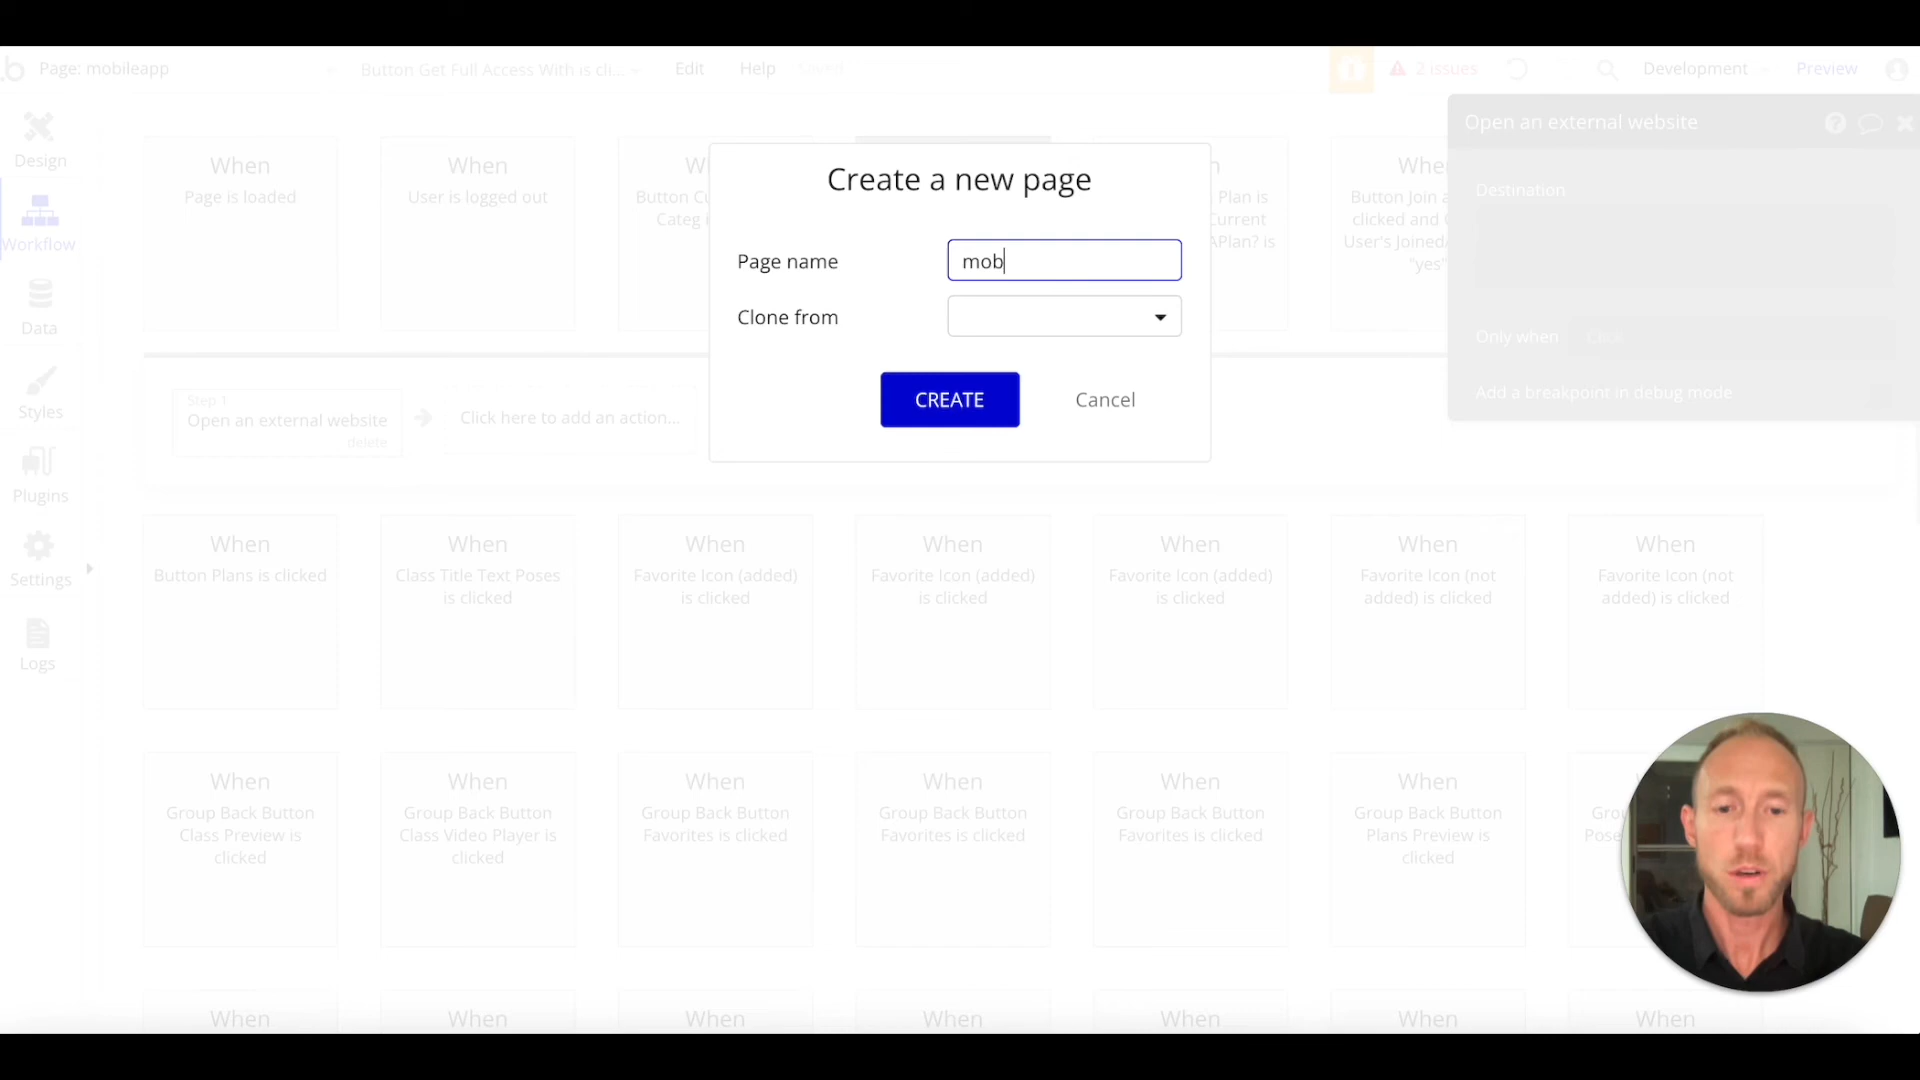 Page: mobileapp
Button Get Full Access With is cli...
Edit
Help
Saved
2 issues
Development
Preview
Design
Workflow
Data
Styles
Plugins
Settings
Logs
When
Page is loaded
When
User is logged out
Categ
Plan is
When
Button Join a
clicked and
User's Joined/
"yes"
Create a new page
Page name
mob
Clone from
CREATE
Cancel
Open an external website
Destination
Only when
Click
Add a breakpoint in debug mode
Step 1
Open an external website
delete
Click here to add an action...
When
Button Plans is clicked
When
Class Title Text Poses
is clicked
When
Favorite Icon (added)
is clicked
When
Favorite Icon (added)
is clicked
When
Favorite Icon (added)
is clicked
When
Favorite Icon (not
added) is clicked
When
Favorite Icon (not
added) is clicked
When
Group Back Button
Class Preview is
clicked
When
Group Back Button
Class Video Player is
clicked
When
Group Back Button
Favorites is clicked
When
Group Back Button
Favorites is clicked
When
Group Back Button
Favorites is clicked
When
Group Back Button
Plans Preview is
clicked
When
When
When
When
When
When
When